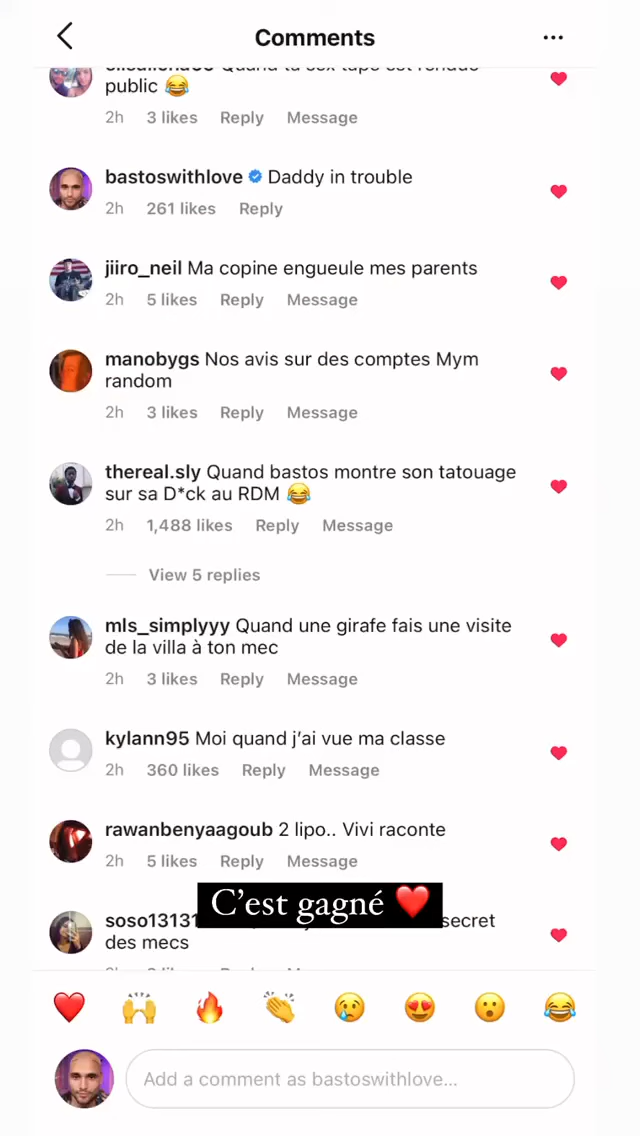 Comments
public 😂
2h 3 likes Reply Message
bastoswithlove Daddy in trouble
2h 261 likes Reply
jiiro_neil Ma copine engueule mes parents
2h 5 likes Reply Message
manobygs Nos avis sur des comptes Mym
random
2h 3 likes Reply Message
thereal.sly Quand bastos montre son tatouage
sur sa D*ck au RDM 😂
2h 1,488 likes Reply Message
View 5 replies
mls_simplyyy Quand une girafe fais une visite
de la villa à ton mec
2h 3 likes Reply Message
kylann95 Moi quand j’ai vue ma classe
2h 360 likes Reply Message
rawanbenyaagoub 2 lipo.. Vivi raconte
2h 5 likes Reply Message
C’est gagné ❤️
secret
des mecs
Add a comment as bastoswithlove...